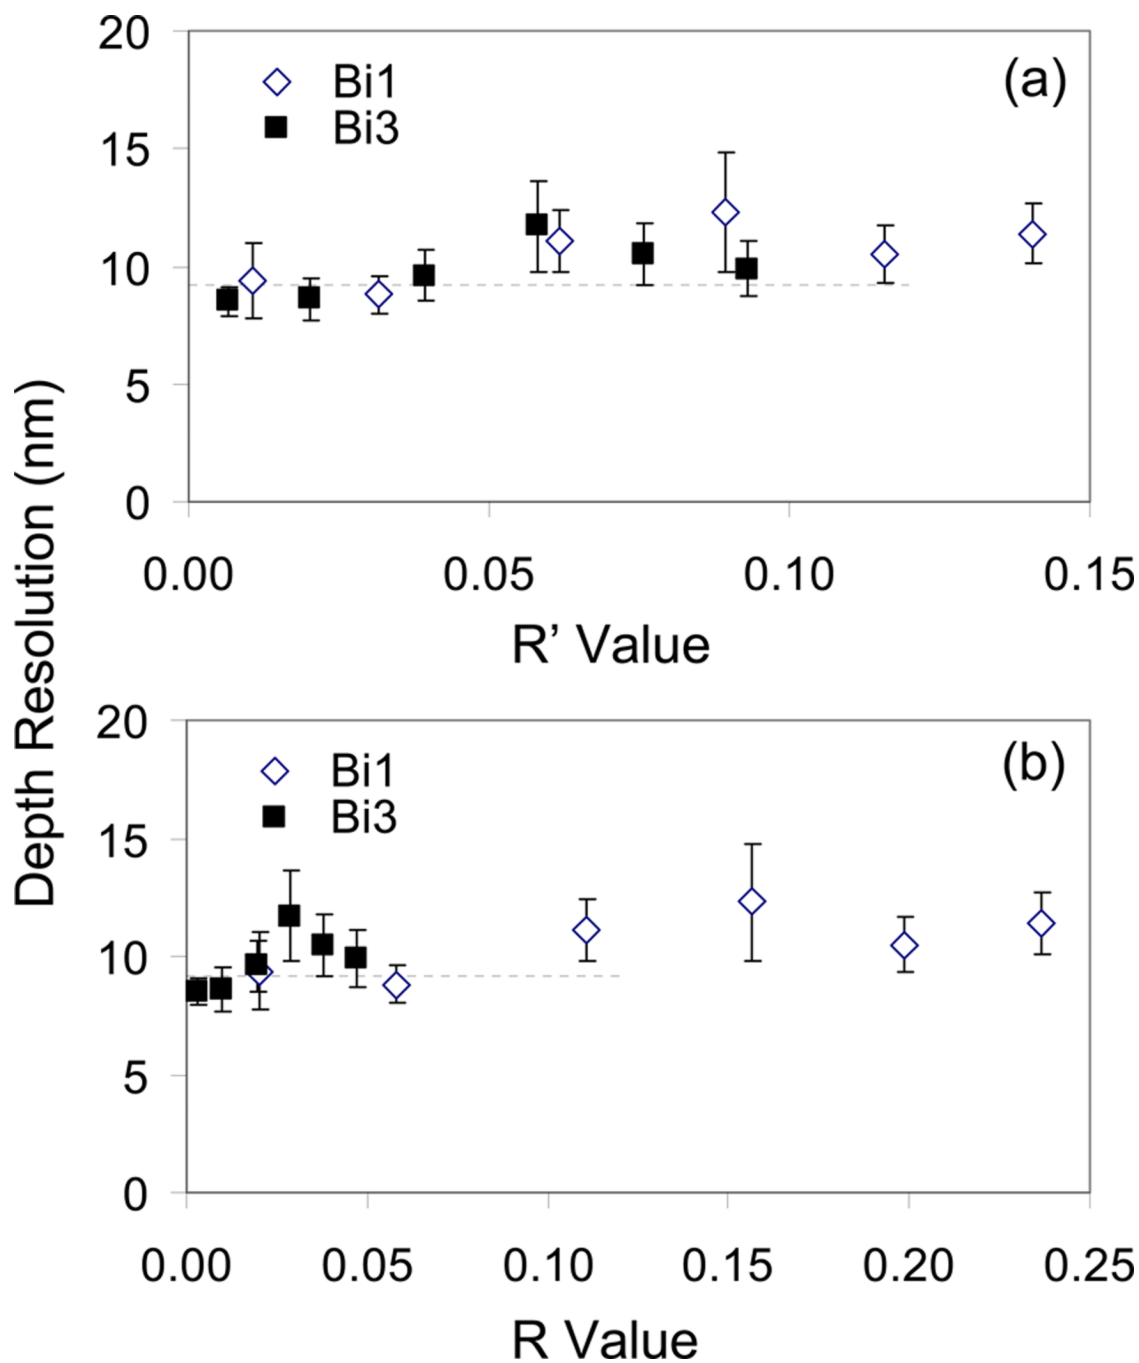 20
(a)
Bi1
Bi3
15
10
5
0
0.00 0.05 0.10 0.15
R’ Value
Depth Resolution (nm)
20
(b)
Bi1
Bi3
15
10
5
0
0.00 0.05 0.10 0.15 0.20 0.25
R Value